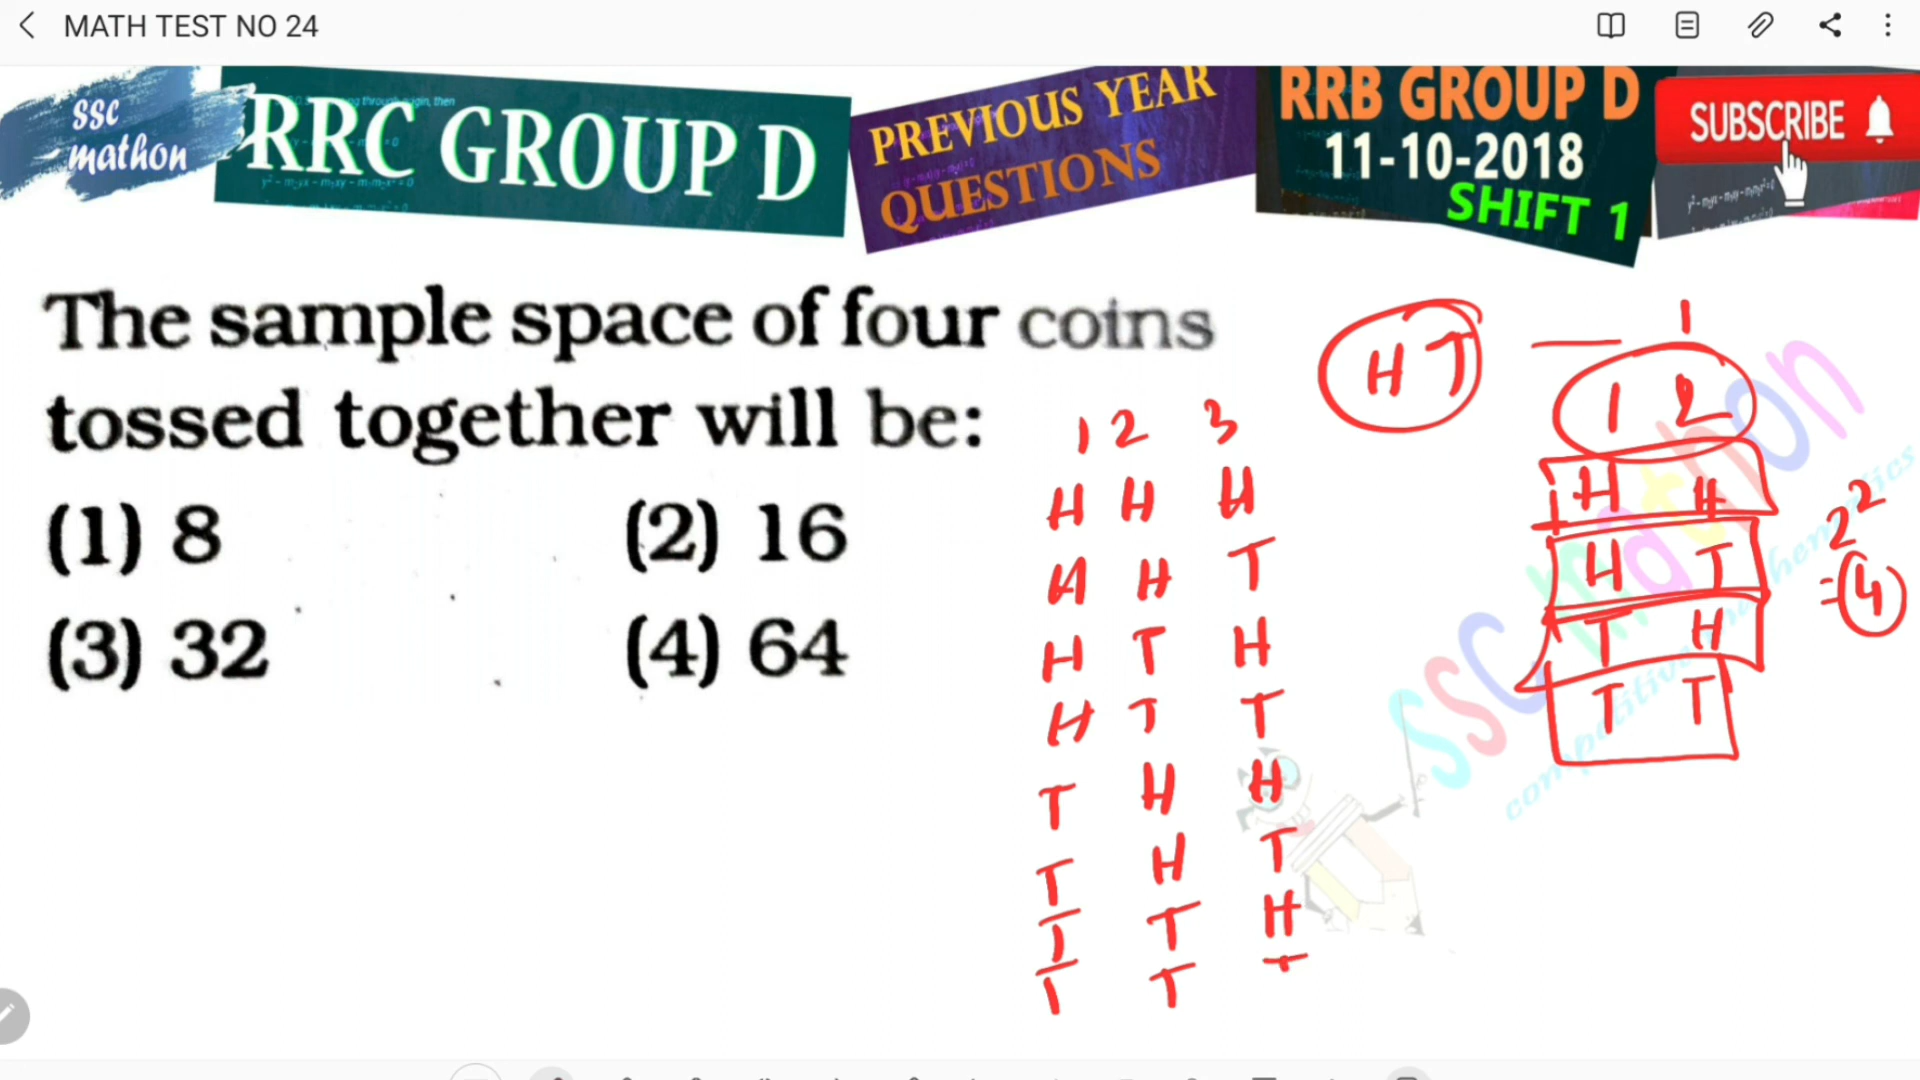 MATH TEST NO 24
ssc mathon
RRC GROUP D
PREVIOUS YEAR
QUESTIONS
RRB GROUP D
11-10-2018
SHIFT 1
SUBSCRIBE
The sample space of four coins
tossed together will be:
(1) 8 (2) 16
(3) 32 (4) 64
H T
1
1 2
H H
H T
T H
T T
2²
= 4
1 2 3
H H H
H H T
H T H
H T T
T H H
T H T
T T H
T T T
SSC mathon